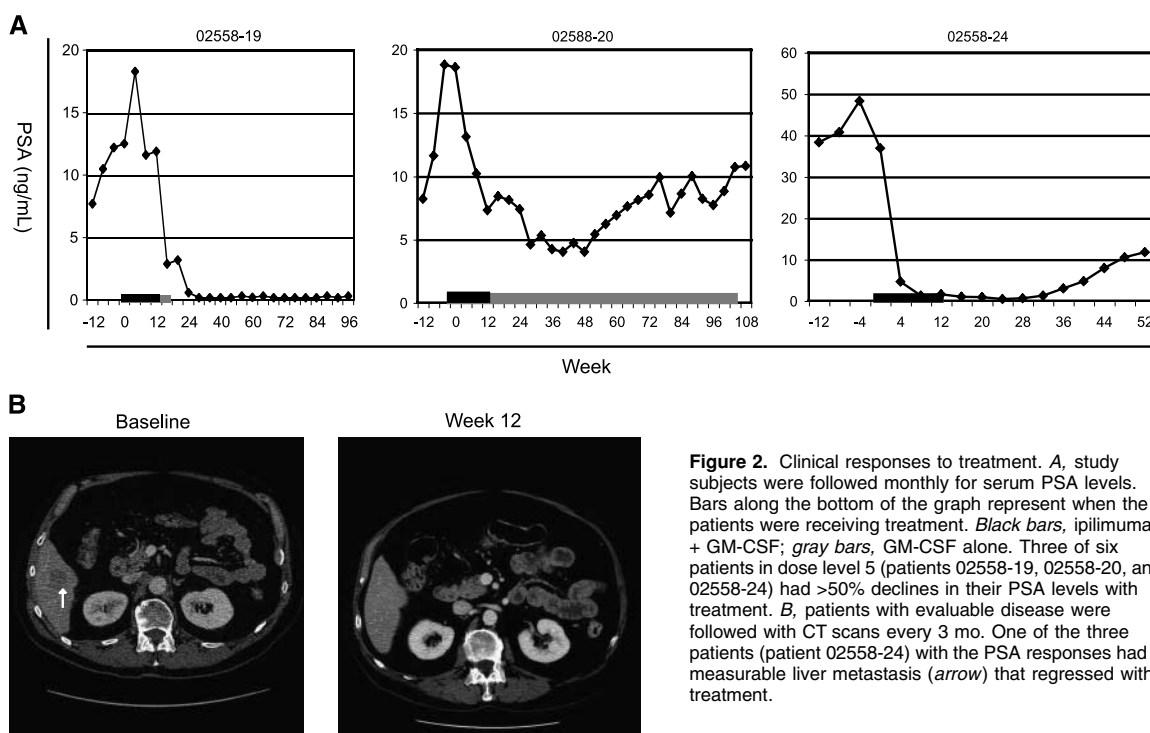 A
02558-19
20
15
10
5
0
-12 0 12 24 36 48 60 72 84 96
02588-20
20
15
10
5
0
-12 0 12 24 36 48 60 72 84 96 108
02558-24
60
50
40
30
20
10
0
-12 -4 4 12 20 28 36 44 52
PSA (ng/mL)
Week
B
Baseline
Week 12
Figure 2. Clinical responses to treatment. A, study
subjects were followed monthly for serum PSA levels.
Bars along the bottom of the graph represent when the
patients were receiving treatment. Black bars, ipilimuma
+ GM-CSF; gray bars, GM-CSF alone. Three of six
patients in dose level 5 (patients 02558-19, 02558-20, an
02558-24) had >50% declines in their PSA levels with
treatment. B, patients with evaluable disease were
followed with CT scans every 3 mo. One of the three
patients (patient 02558-24) with the PSA responses had
measurable liver metastasis (arrow) that regressed with
treatment.